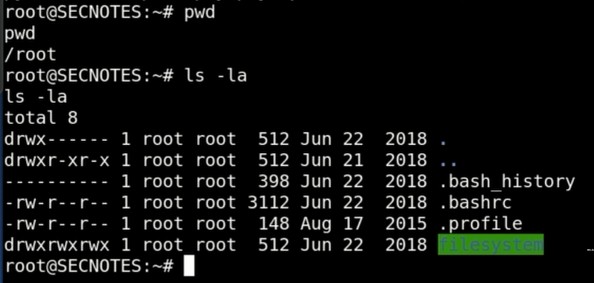 root@SECNOTES:~# pwd
pwd
/root
root@SECNOTES:~# ls -la
ls -la
total 8
drwx------ 1 root root  512 Jun 22  2018 .
drwxr-xr-x 1 root root  512 Jun 21  2018 ..
---------- 1 root root  398 Jun 22  2018 .bash_history
-rw-r--r-- 1 root root 3112 Jun 22  2018 .bashrc
-rw-r--r-- 1 root root  148 Aug 17  2015 .profile
drwxrwxrwx 1 root root  512 Jun 22  2018 filesystem
root@SECNOTES:~#